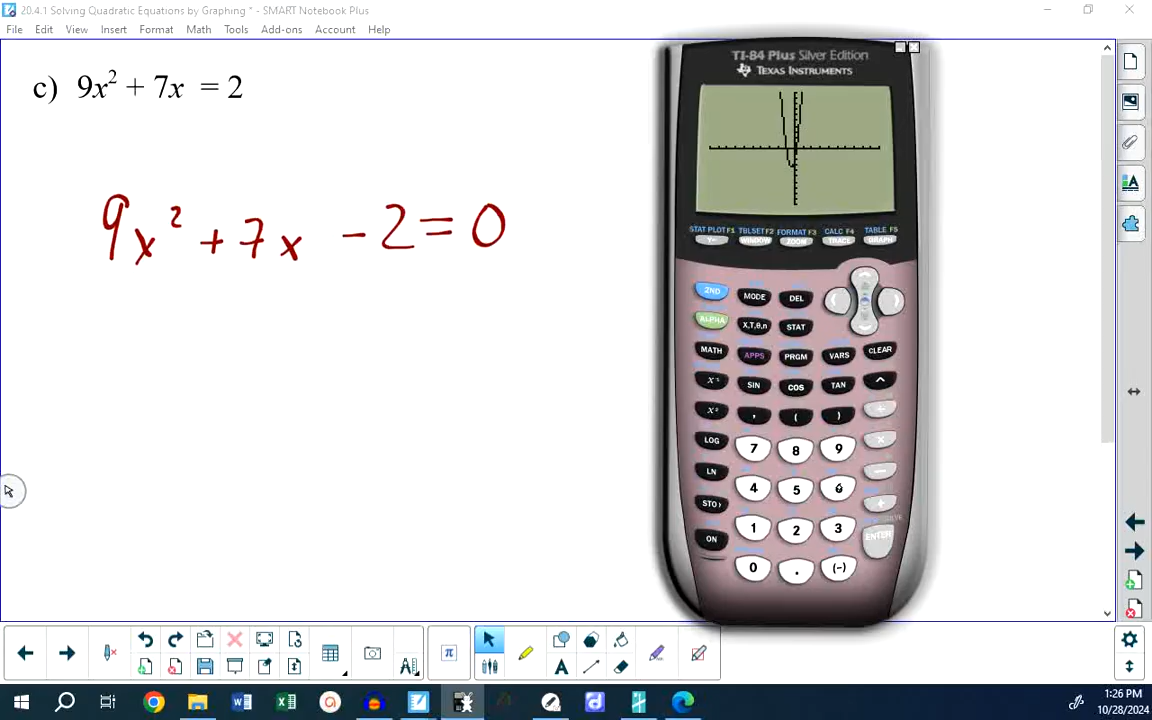 20.4.1 Solving Quadratic Equations by Graphing * - SMART Notebook Plus
File Edit View Insert Format Math Tools Add-ons Account Help
c) 9x² + 7x = 2
9x² + 7x - 2 = 0
TI-84 Plus Silver Edition
TEXAS INSTRUMENTS
STAT PLOT F1 TBLSET F2 FORMAT F3 CALC F4 TABLE F5
Y= WINDOW ZOOM TRACE GRAPH
2ND MODE DEL
ALPHA X,T,θ,n STAT
MATH APPS PRGM VARS CLEAR
x⁻¹ SIN COS TAN ^
x² , ( ) ÷
LOG 7 8 9 ×
LN 4 5 6 −
STO› 1 2 3 +
ON 0 . (-) ENTER
π
A
1:26 PM
10/28/2024